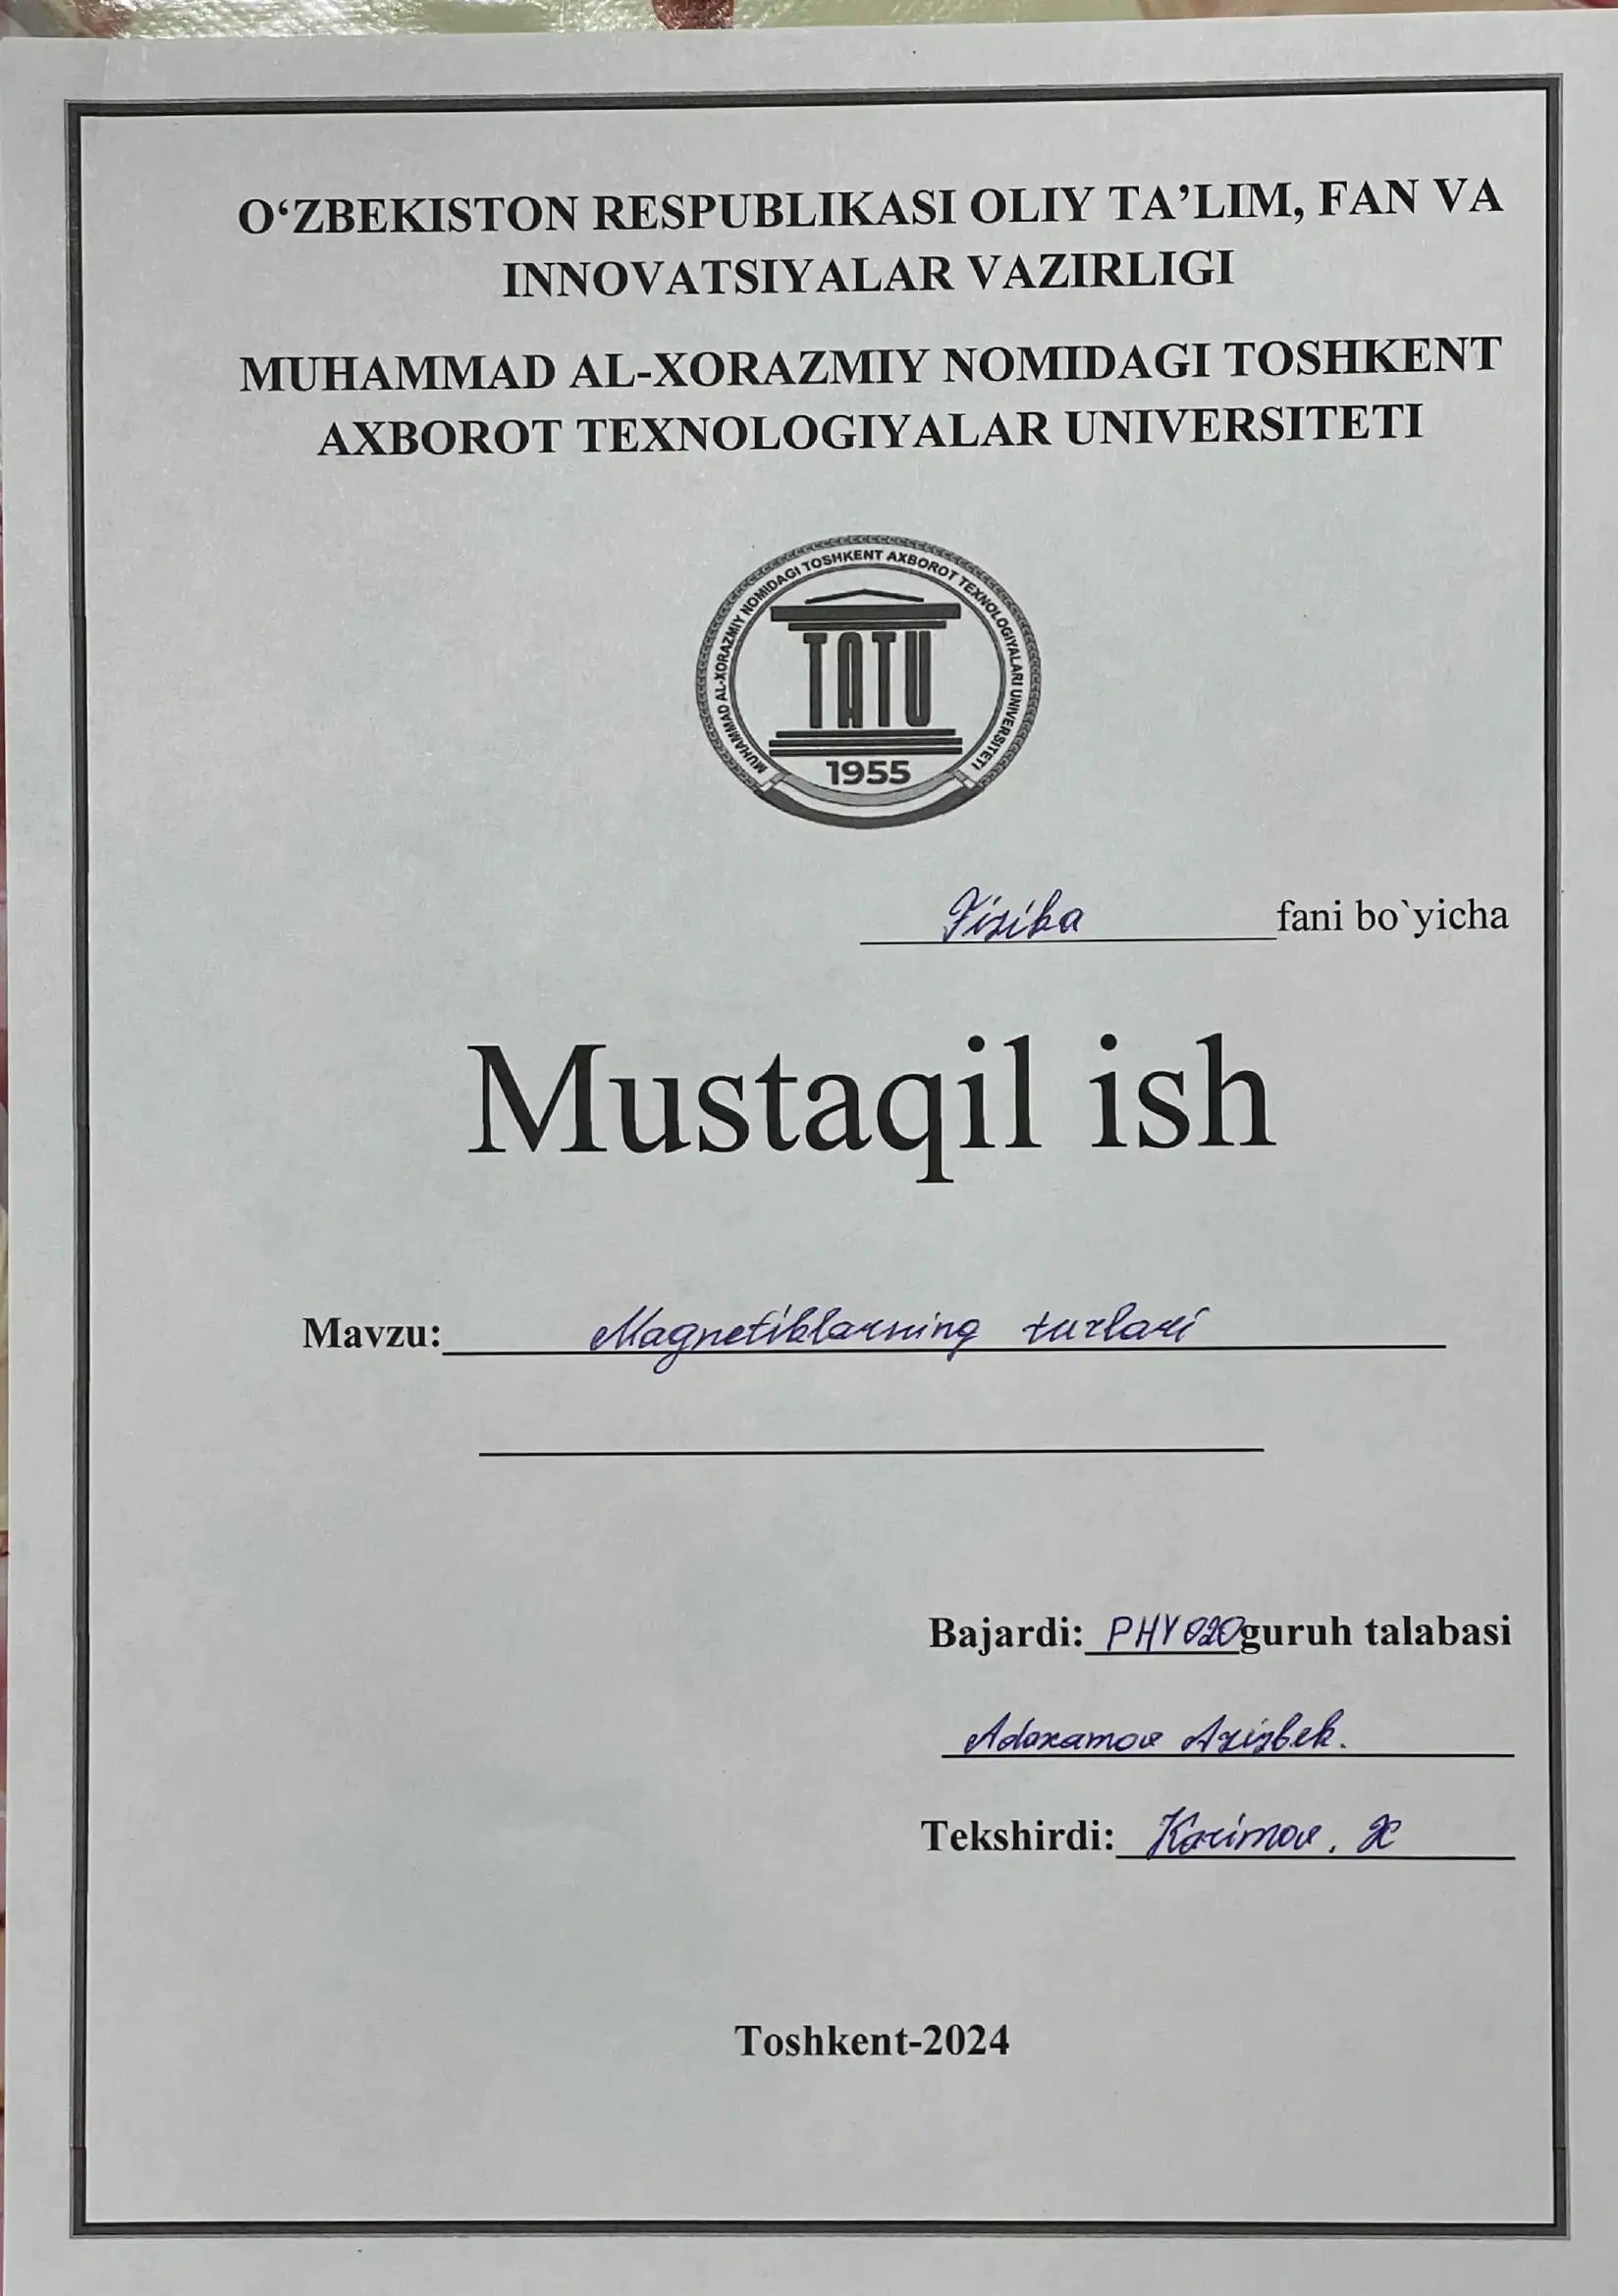 O‘ZBEKISTON RESPUBLIKASI OLIY TA’LIM, FAN VA
INNOVATSIYALAR VAZIRLIGI
MUHAMMAD AL-XORAZMIY NOMIDAGI TOSHKENT
AXBOROT TEXNOLOGIYALAR UNIVERSITETI
MUHAMMAD AL-XORAZMIY NOMIDAGI TOSHKENT AXBOROT TEXNOLOGIYALARI UNIVERSITETI
TATU
1955
Fizika fani bo`yicha
Mustaqil ish
Mavzu: Magnetiklarning turlari
Bajardi: PHY020 guruh talabasi
Adaxamov Azizbek.
Tekshirdi: Karimov. X
Toshkent-2024